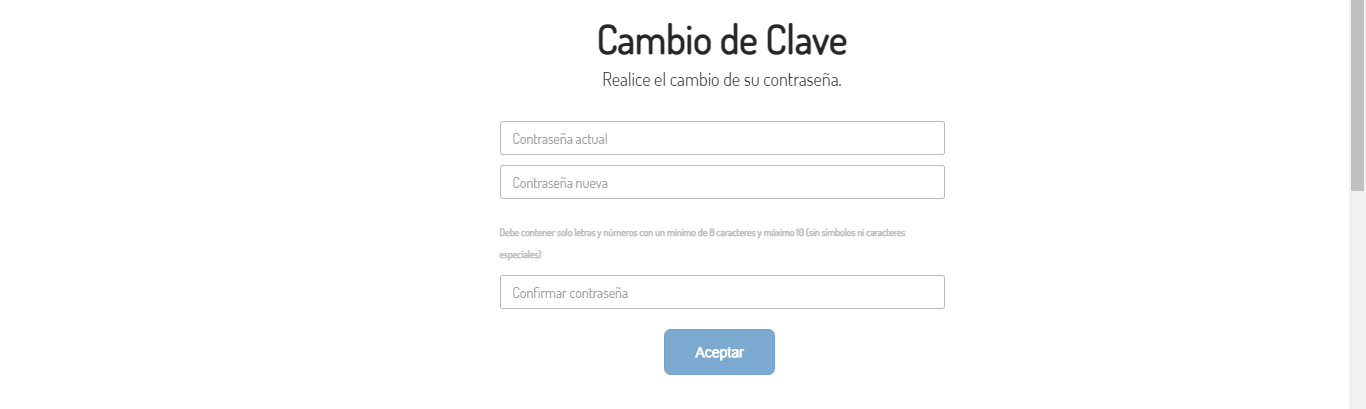 Cambio de Clave
Realice el cambio de su contraseña.
Contraseña actual
Contraseña nueva
Debe contener solo letras y números con un mínimo de 8 caracteres y máximo 10 (sin símbolos ni caracteres
especiales)
Confirmar contraseña
Aceptar